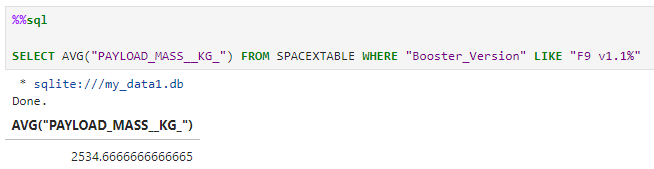 %%sql
SELECT AVG("PAYLOAD_MASS__KG_") FROM SPACEXTABLE WHERE "Booster_Version" LIKE "F9 v1.1%"
* sqlite:///my_data1.db
Done.
AVG("PAYLOAD_MASS__KG_")
2534.6666666666665